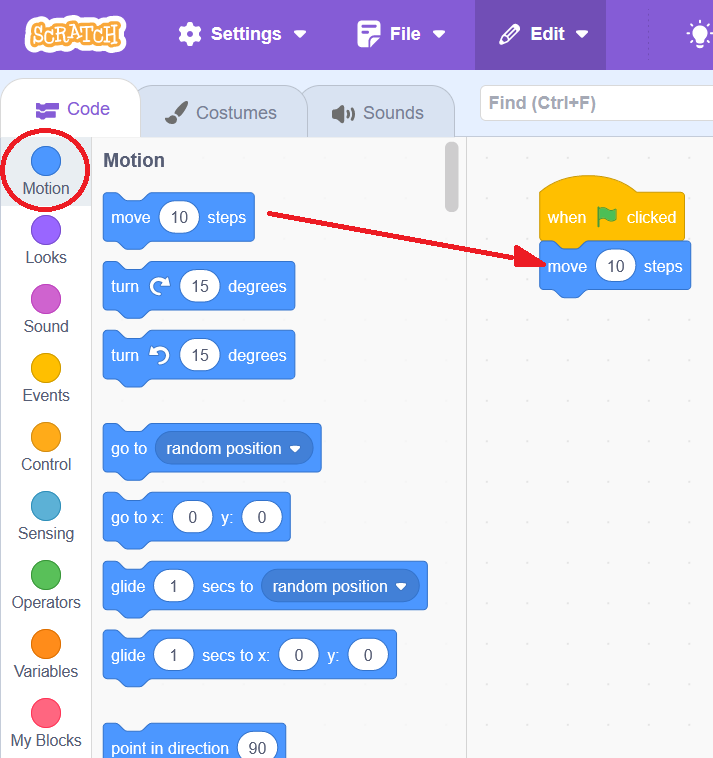 SCRATCH Settings File Edit
Code Costumes Sounds Find (Ctrl+F)
Motion
Looks
Sound
Events
Control
Sensing
Operators
Variables
My Blocks
Motion
move 10 steps
turn 15 degrees
turn 15 degrees
go to random position
go to x: 0 y: 0
glide 1 secs to random position
glide 1 secs to x: 0 y: 0
point in direction 90
when clicked
move 10 steps